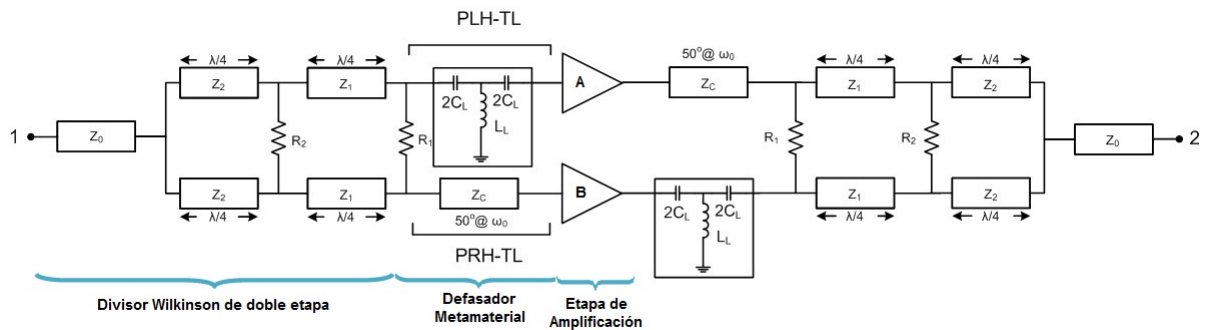 PLH-TL
λ/4
λ/4
50°@ ω₀
λ/4
λ/4
Z₂
Z₁
2C_L
2C_L
L_L
A
Z_C
Z₁
Z₂
1
Z₀
R₂
R₁
R₁
R₂
Z₀
2
Z₂
Z₁
Z_C
B
2C_L
2C_L
L_L
Z₁
Z₂
λ/4
λ/4
50°@ ω₀
λ/4
λ/4
PRH-TL
Divisor Wilkinson de doble etapa
Defasador
Metamaterial
Etapa de
Amplificación